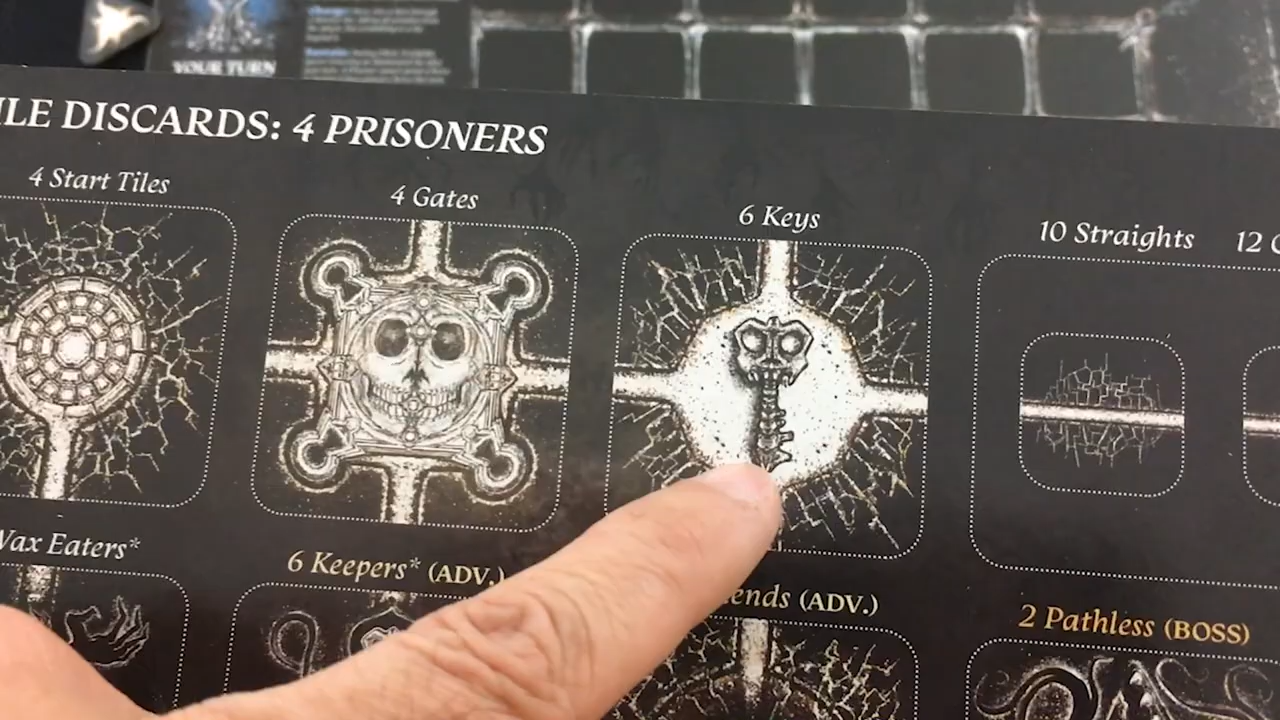 YOUR TURN
ILE DISCARDS: 4 PRISONERS
4 Start Tiles
4 Gates
6 Keys
10 Straights
12
Wax Eaters*
6 Keepers* (ADV.)
ends (ADV.)
2 Pathless (BOSS)